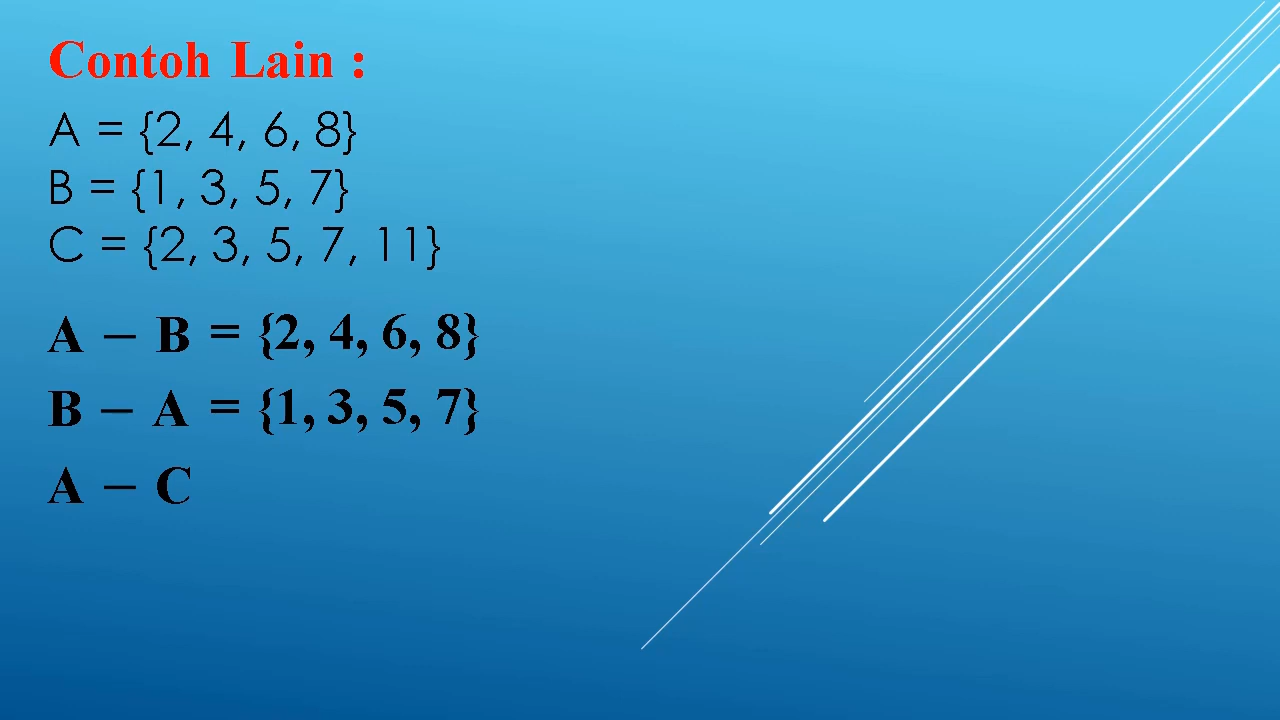 Contoh Lain :
A = {2, 4, 6, 8}
B = {1, 3, 5, 7}
C = {2, 3, 5, 7, 11}
A – B = {2, 4, 6, 8}
B – A = {1, 3, 5, 7}
A – C